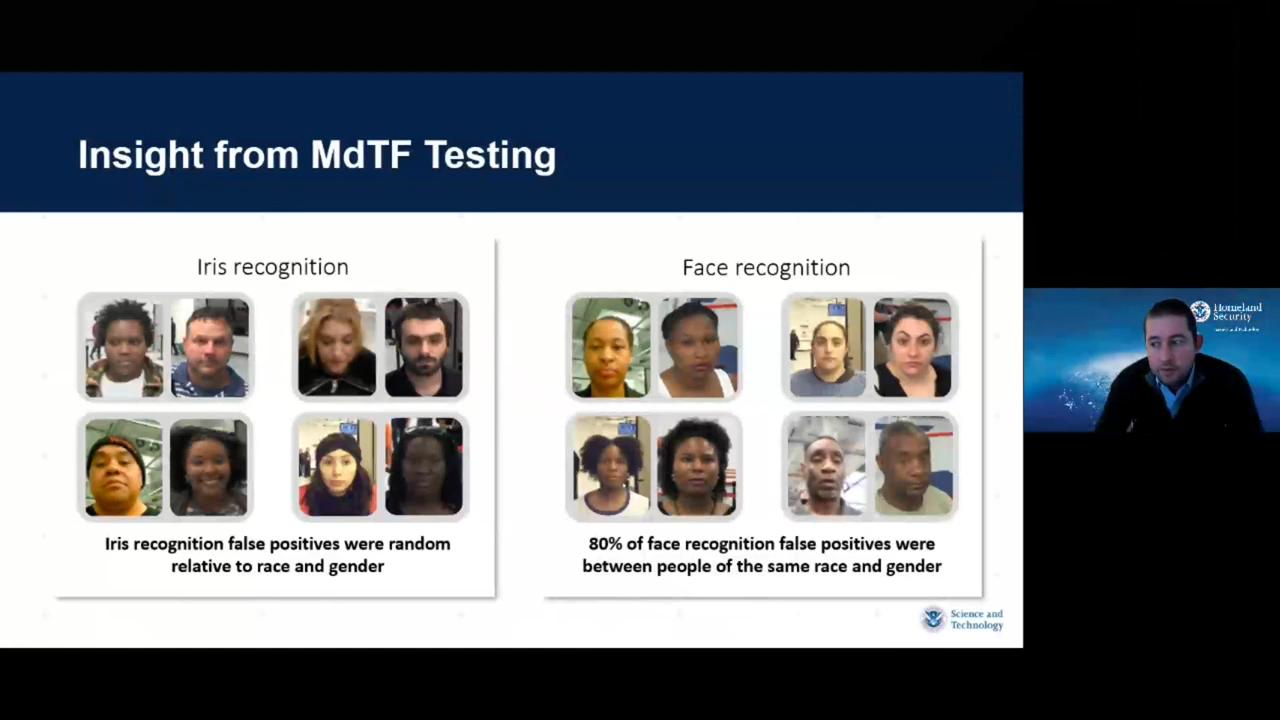 Insight from MdTF Testing
Iris recognition
Face recognition
Iris recognition false positives were random
relative to race and gender
80% of face recognition false positives were
between people of the same race and gender
Science and
Technology
Homeland
Security